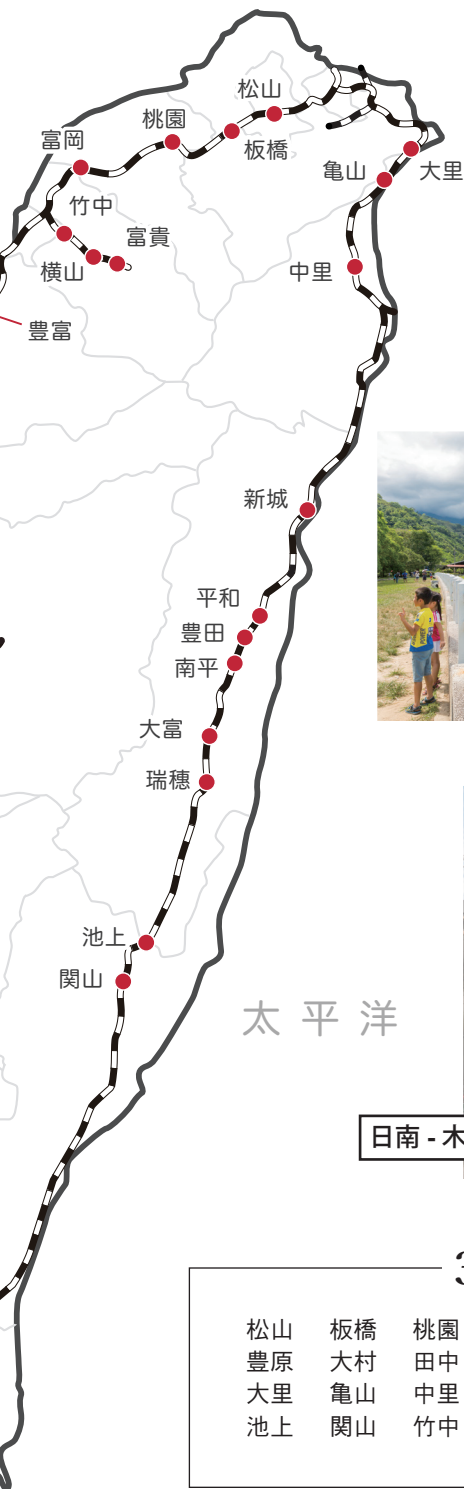 松山
桃園
板橋
富岡
亀山
大里
竹中
富貴
横山
中里
豊富
新城
平和
豊田
南平
大富
瑞穂
池上
関山
太平洋
日南 - 木
松山 板橋 桃園
豊原 大村 田中
大里 亀山 中里
池上 関山 竹中